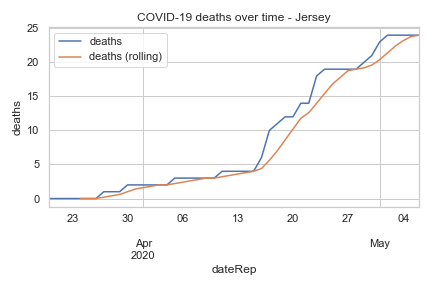 COVID-19 deaths over time - Jersey
deaths
deaths (rolling)
25
20
15
10
5
0
deaths
23 30 06 13 20 27 04
Apr May
2020
dateRep